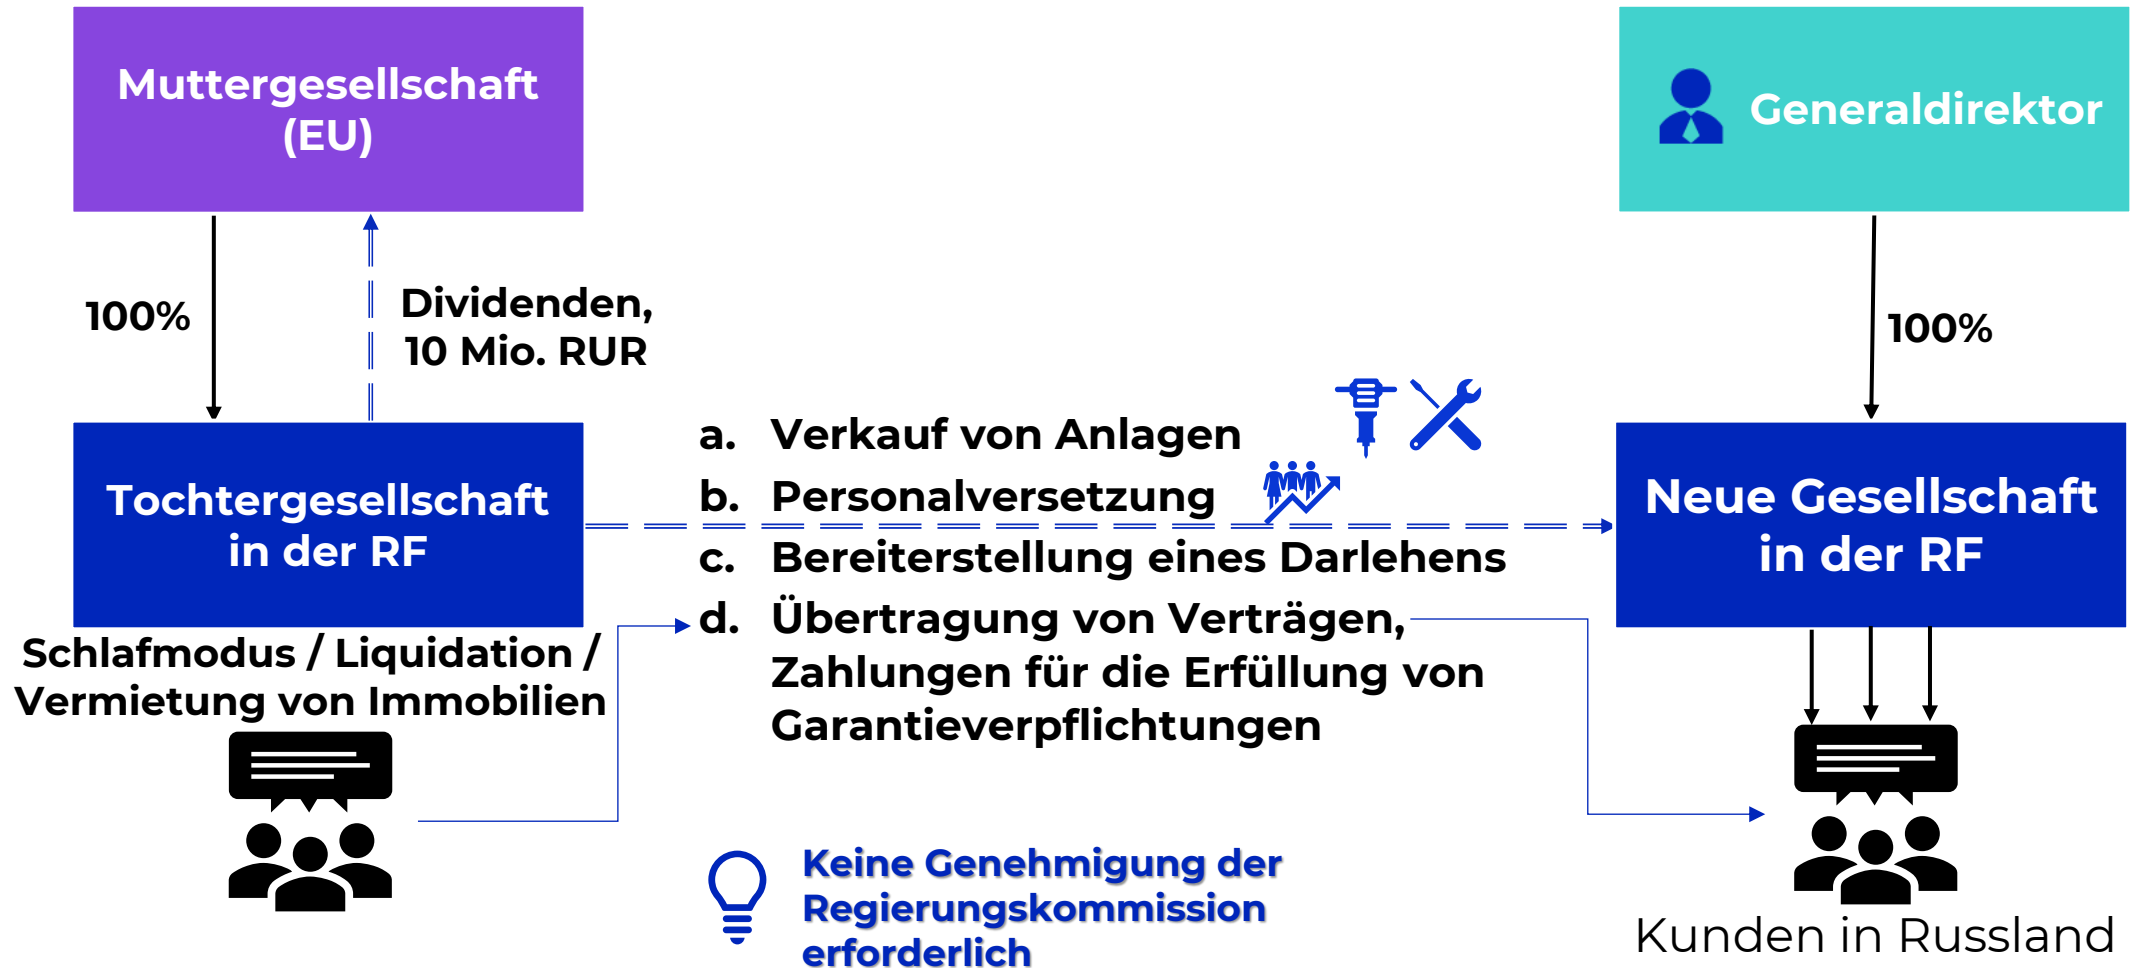 Muttergesellschaft
(EU)
Generaldirektor
100%
Dividenden,
10 Mio. RUR
100%
Tochtergesellschaft
in der RF
a. Verkauf von Anlagen
b. Personalversetzung
c. Bereiterstellung eines Darlehens
d. Übertragung von Verträgen,
Zahlungen für die Erfüllung von
Garantieverpflichtungen
Neue Gesellschaft
in der RF
Schlafmodus / Liquidation /
Vermietung von Immobilien
Keine Genehmigung der
Regierungskommission
erforderlich
Kunden in Russland